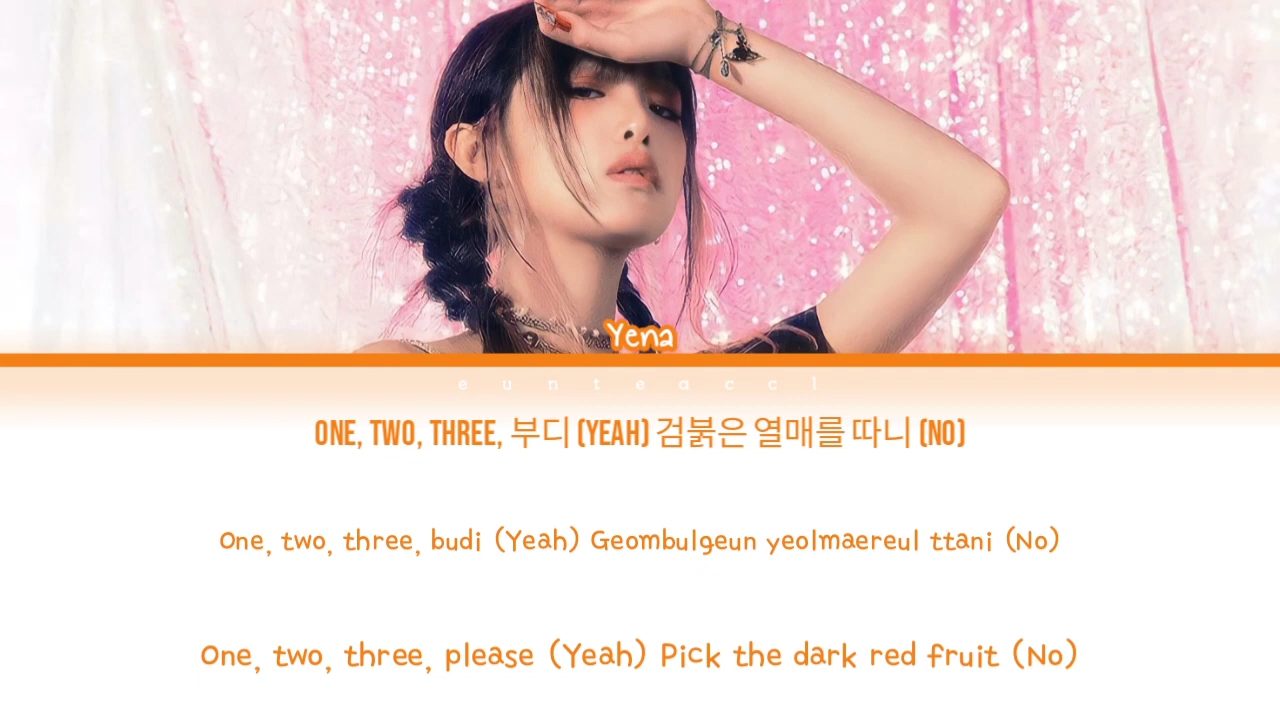 Yena
eunteaccl
ONE, TWO, THREE, 부디 (YEAH) 검붉은 열매를 따니 (NO)
One, two, three, budi (Yeah) Geombulgeun yeolmaereul ttani (No)
One, two, three, please (Yeah) Pick the dark red fruit (No)